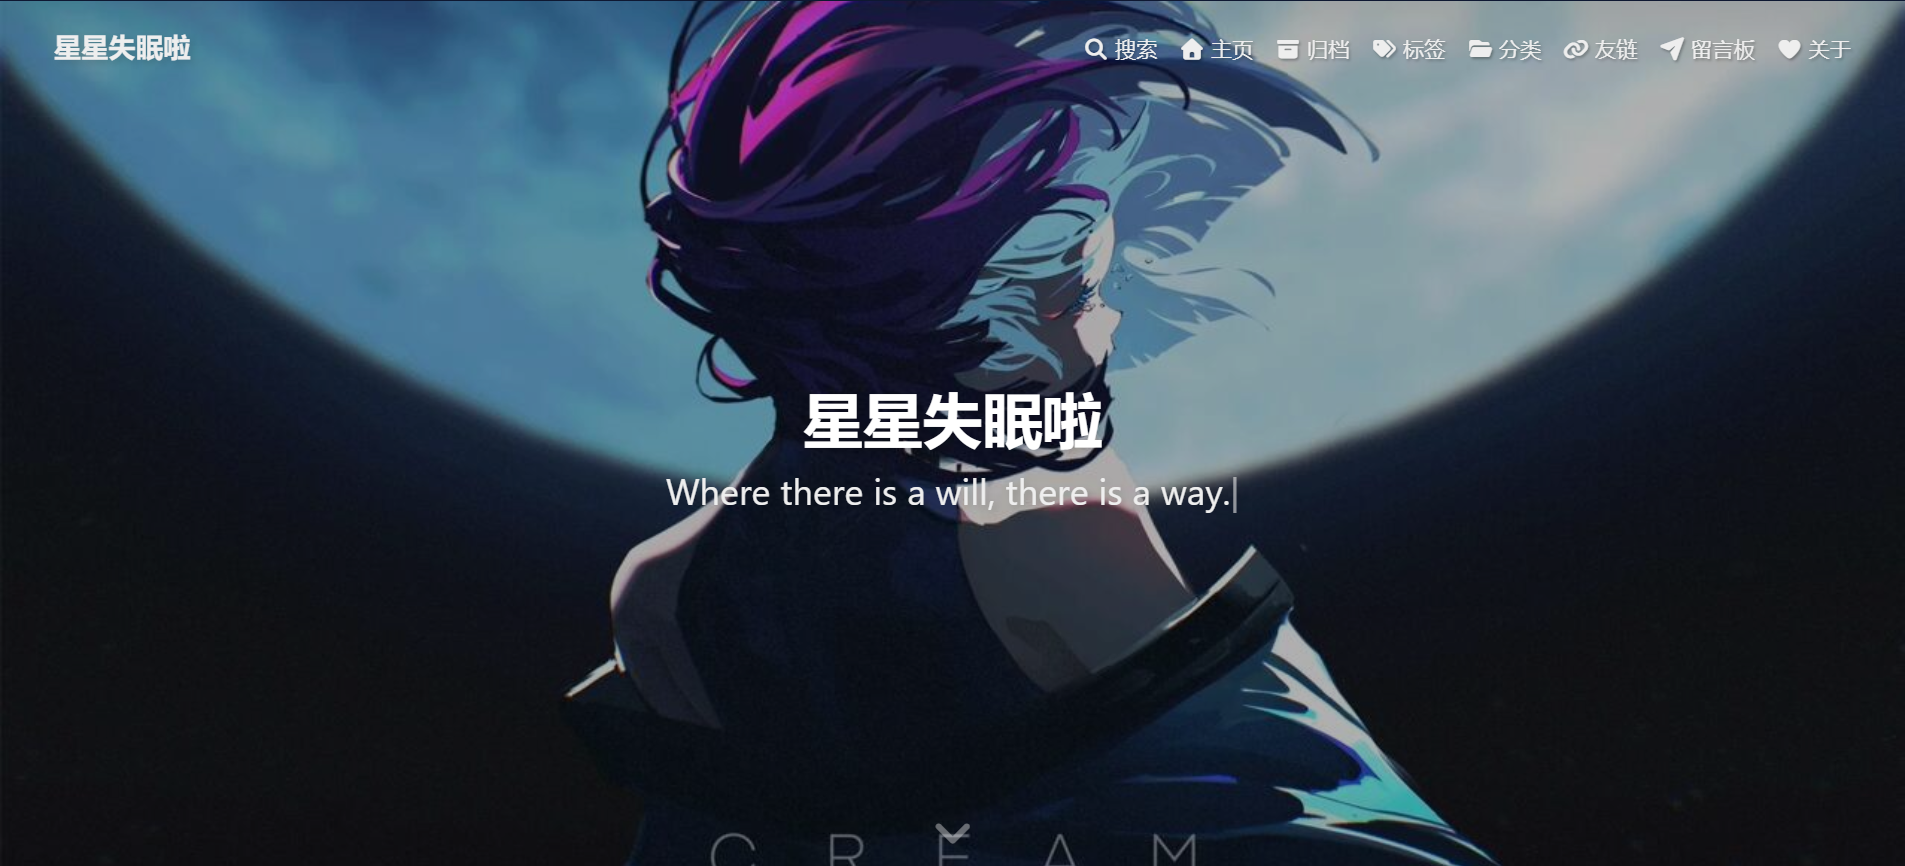 星星失眠啦
搜索 主页 归档 标签 分类 友链 留言板 关于
星星失眠啦
Where there is a will, there is a way.
CREAM